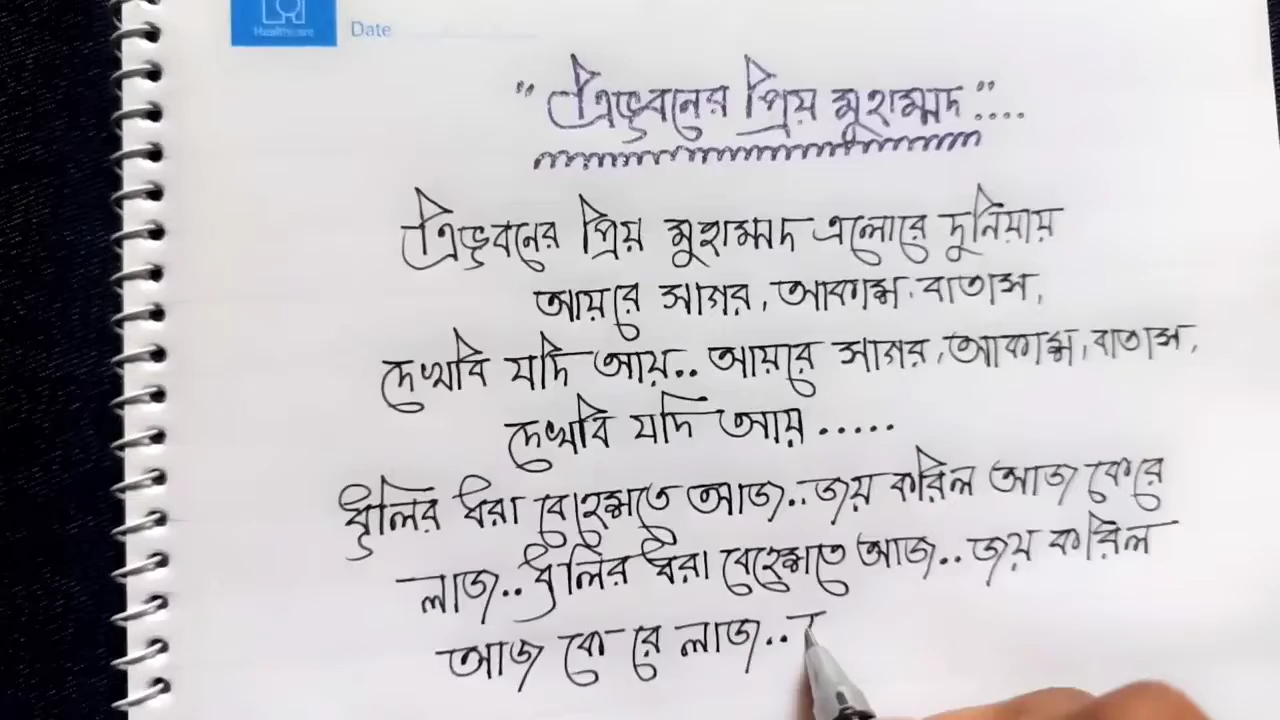 Healthcare
Date
"ত্রিভুবনের প্রিয় মুহাম্মদ"....
ত্রিভুবনের প্রিয় মুহাম্মদ এলোরে দুনিয়ায়
আয়রে সাগর, আকাশ, বাতাস,
দেখবি যদি আয়.. আয়রে সাগর, আকাশ, বাতাস,
দেখবি যদি আয়.....
ধুলির ধরা বেহেশতে আজ..জয় করিল আজ কেরে
লাজ..ধুলির ধরা বেহেশতে আজ..জয় করিল
আজ কে রে লাজ..